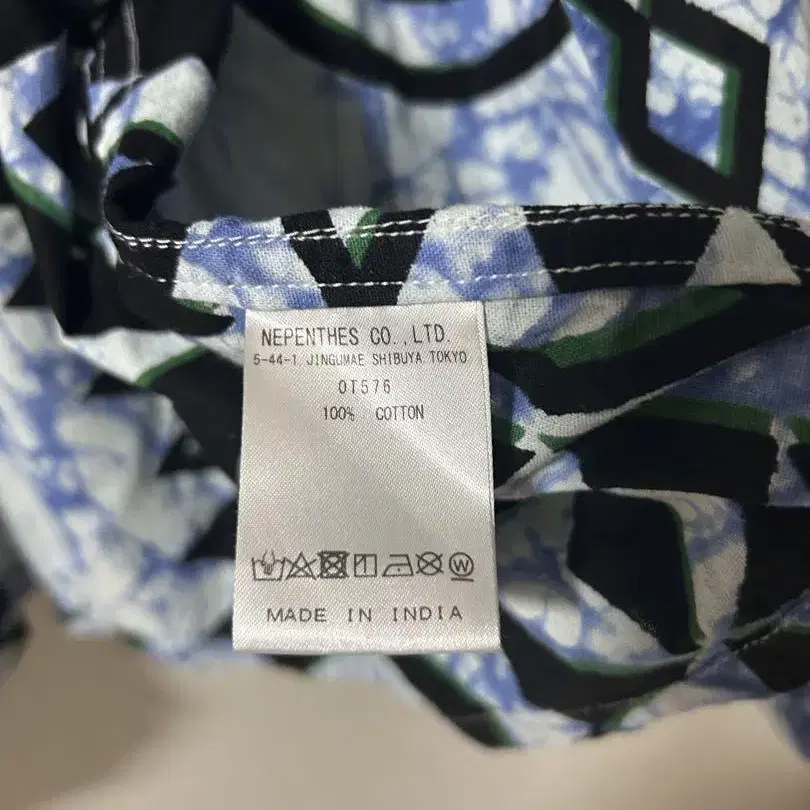 NEPENTHES CO.,LTD.
5-44-1 JINGUMAE SHIBUYA TOKYO
OT576
100% COTTON
W
MADE IN INDIA